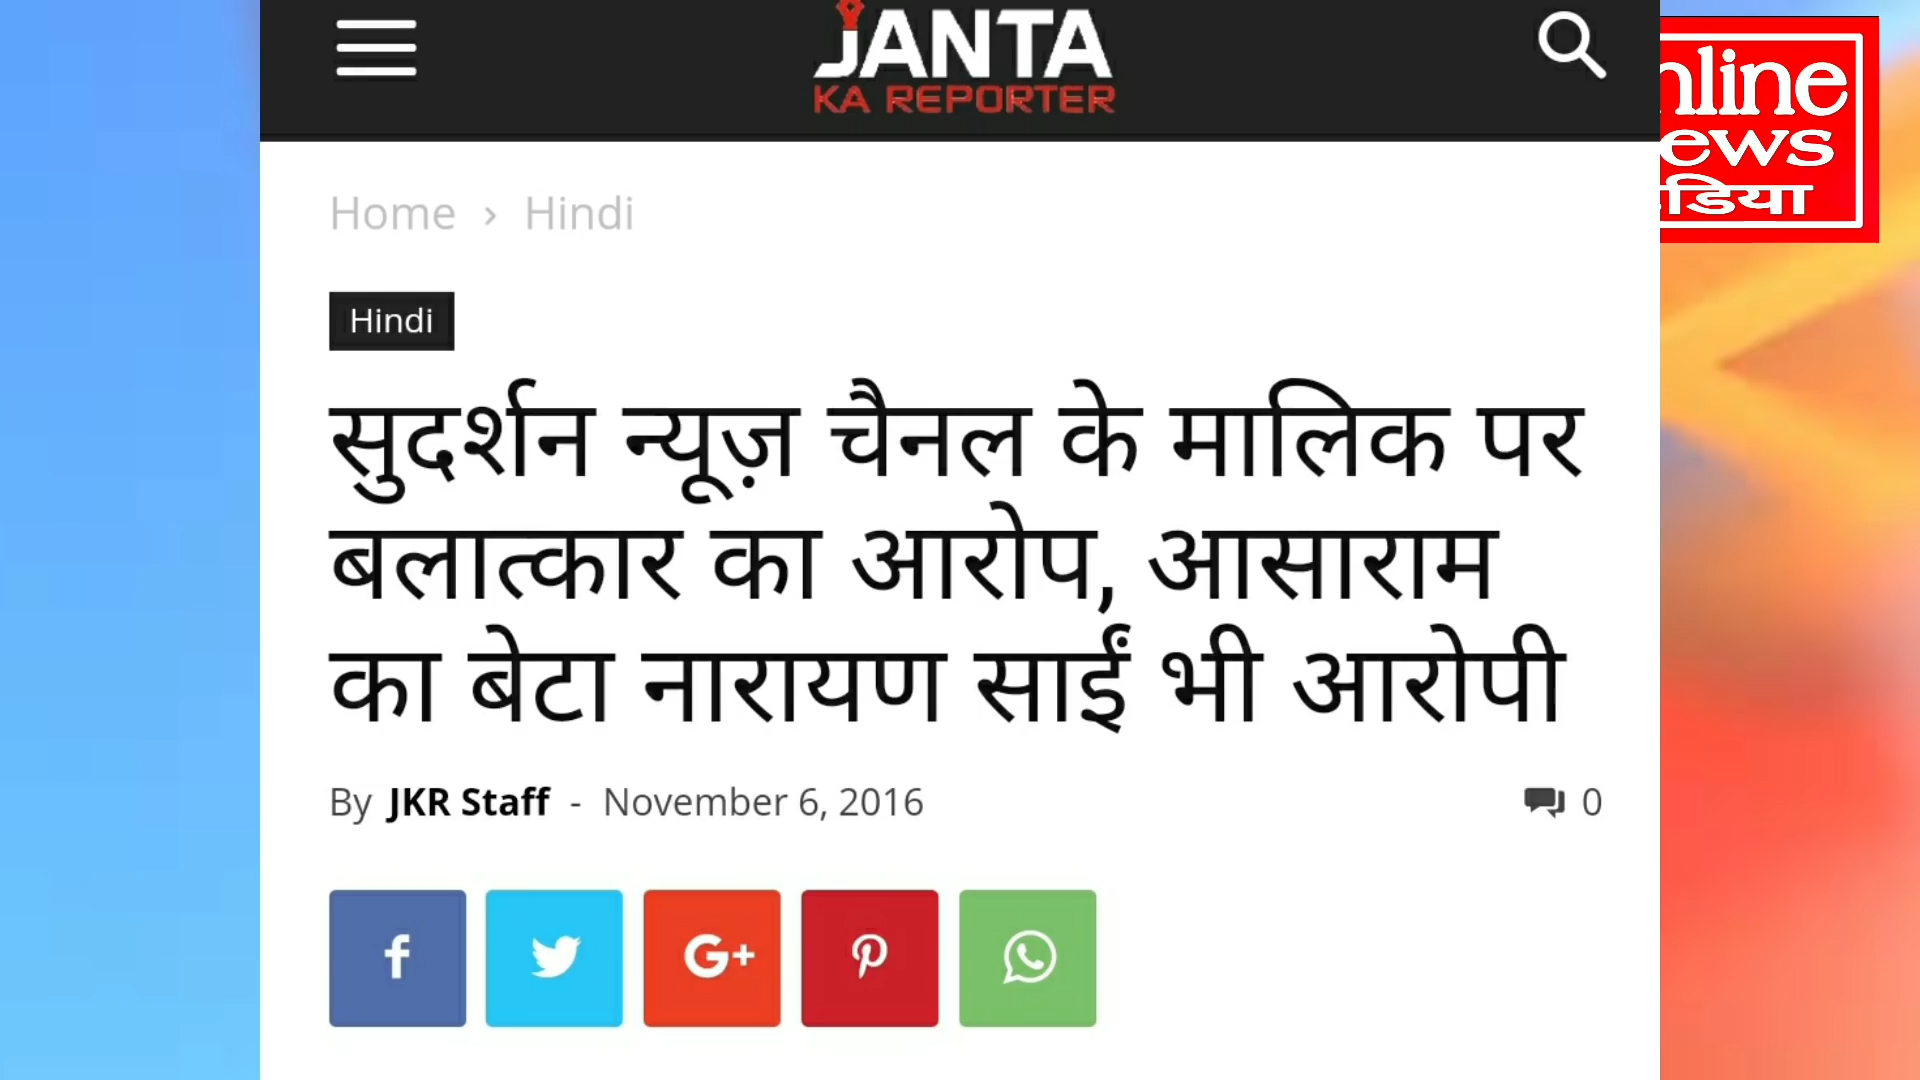 JANTA
KA REPORTER
nline
ews
डिया
Home › Hindi
Hindi
सुदर्शन न्यूज़ चैनल के मालिक पर
बलात्कार का आरोप, आसाराम
का बेटा नारायण साईं भी आरोपी
By JKR Staff - November 6, 2016
0
f
G+